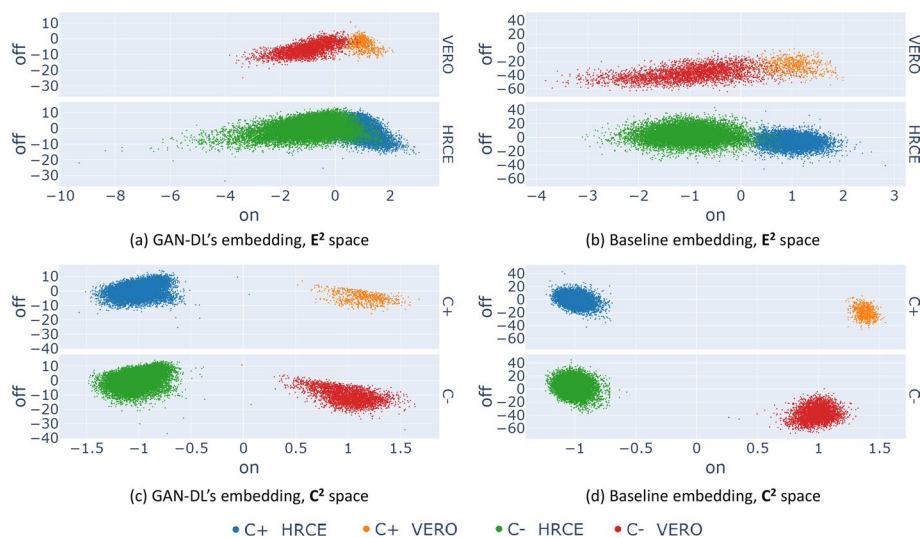 10
0
−10
−20
−30
off
VERO
10
0
−10
−20
−30
off
HRCE
−10 −8 −6 −4 −2 0 2
on
(a) GAN-DL's embedding, E² space
40
20
0
−20
−40
−60
off
VERO
40
20
0
−20
−40
−60
off
HRCE
−4 −3 −2 −1 0 1 2 3
on
(b) Baseline embedding, E² space
10
0
−10
−20
−30
−40
off
C+
10
0
−10
−20
−30
−40
off
C-
−1.5 −1 −0.5 0 0.5 1 1.5
on
(c) GAN-DL's embedding, C² space
40
20
0
−20
−40
−60
off
C+
40
20
0
−20
−40
−60
off
C-
−1 −0.5 0 0.5 1 1.5
on
(d) Baseline embedding, C² space
C+ HRCE C+ VERO C- HRCE C- VERO